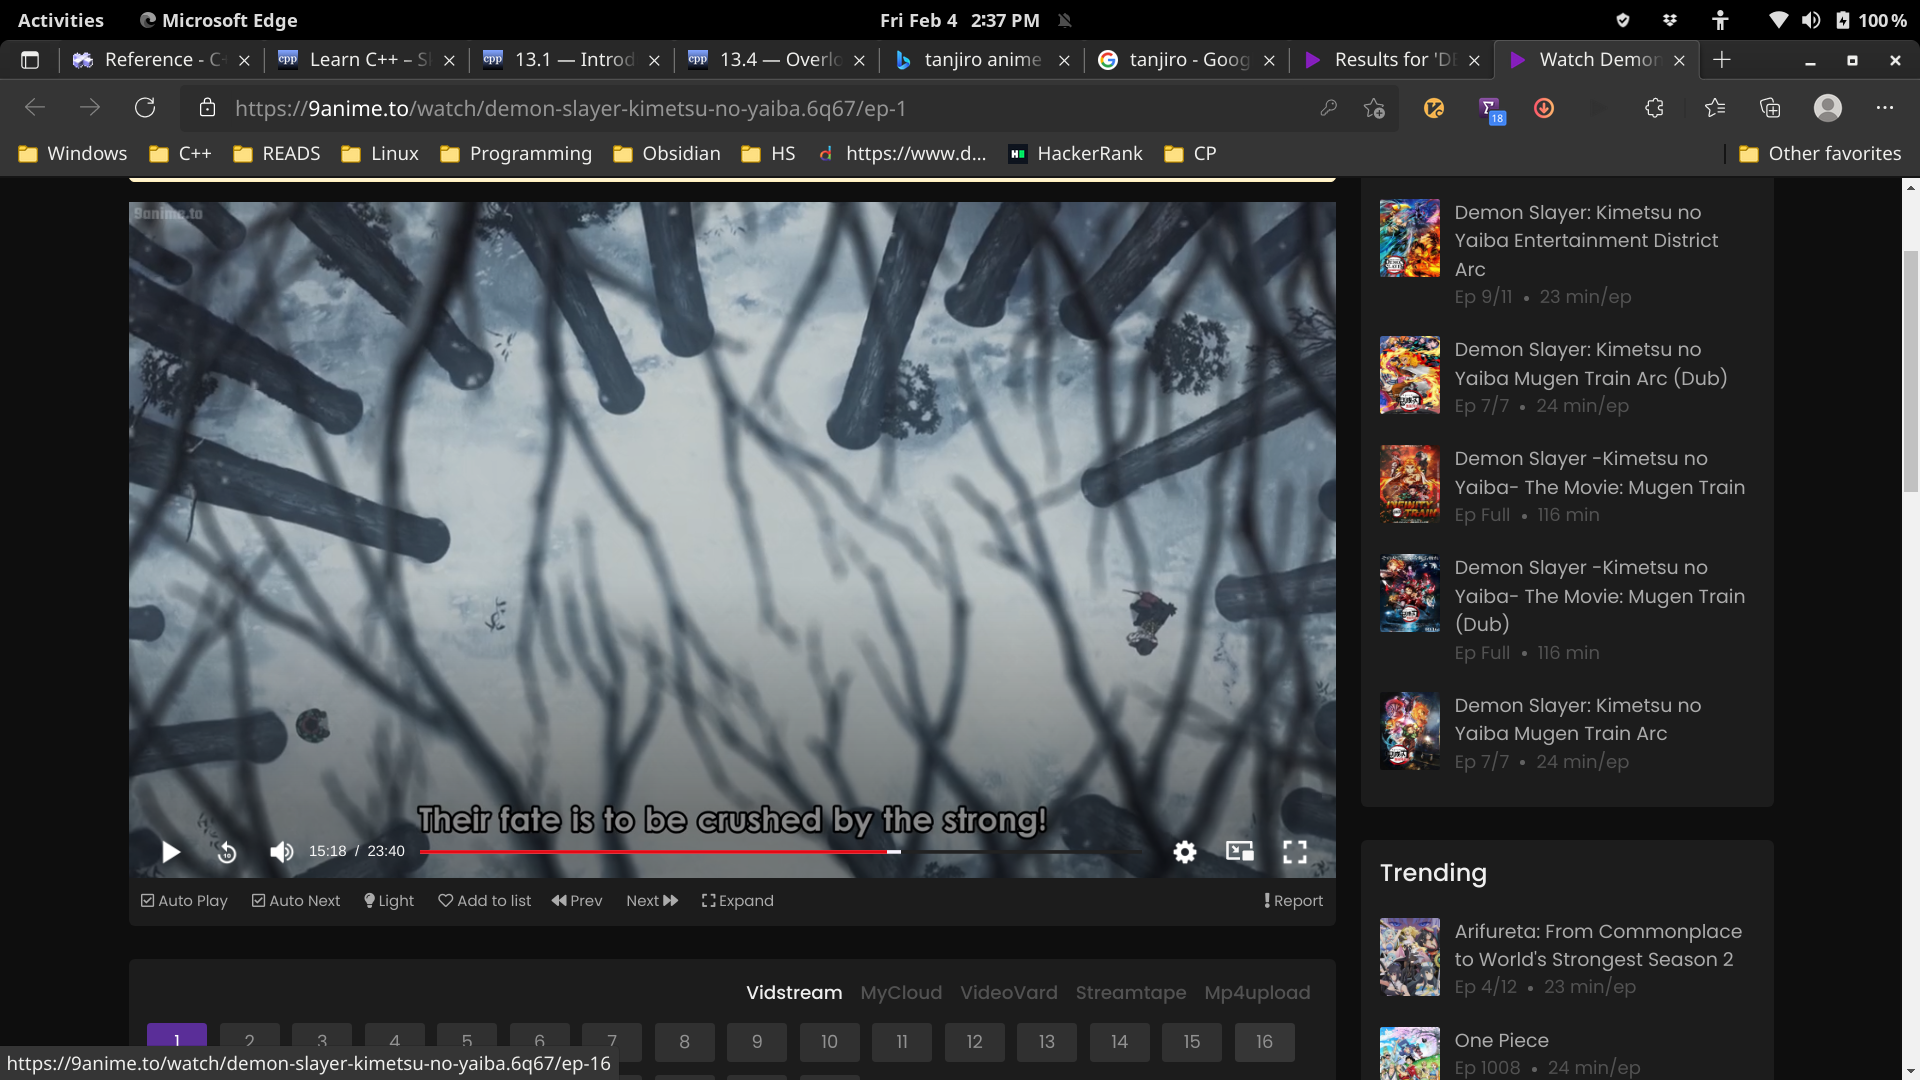 Activities Microsoft Edge Fri Feb 4 2:37 PM 100 %
Reference - C Learn C++ – S 13.1 — Introd 13.4 — Overlo tanjiro anime tanjiro - Goog Results for 'DE Watch Demon
https://9anime.to/watch/demon-slayer-kimetsu-no-yaiba.6q67/ep-1 18
Windows C++ READS Linux Programming Obsidian HS https://www.d... HackerRank CP Other favorites
9anime.to
Their fate is to be crushed by the strong!
15:18 / 23:40
Auto Play Auto Next Light Add to list Prev Next Expand Report
Vidstream MyCloud VideoVard Streamtape Mp4upload
1 2 3 4 5 6 7 8 9 10 11 12 13 14 15 16
https://9anime.to/watch/demon-slayer-kimetsu-no-yaiba.6q67/ep-16
Demon Slayer: Kimetsu no
Yaiba Entertainment District
Arc
Ep 9/11 • 23 min/ep
Demon Slayer: Kimetsu no
Yaiba Mugen Train Arc (Dub)
Ep 7/7 • 24 min/ep
Demon Slayer -Kimetsu no
Yaiba- The Movie: Mugen Train
Ep Full • 116 min
Demon Slayer -Kimetsu no
Yaiba- The Movie: Mugen Train
(Dub)
Ep Full • 116 min
Demon Slayer: Kimetsu no
Yaiba Mugen Train Arc
Ep 7/7 • 24 min/ep
Trending
Arifureta: From Commonplace
to World's Strongest Season 2
Ep 4/12 • 23 min/ep
One Piece
Ep 1008 • 24 min/ep